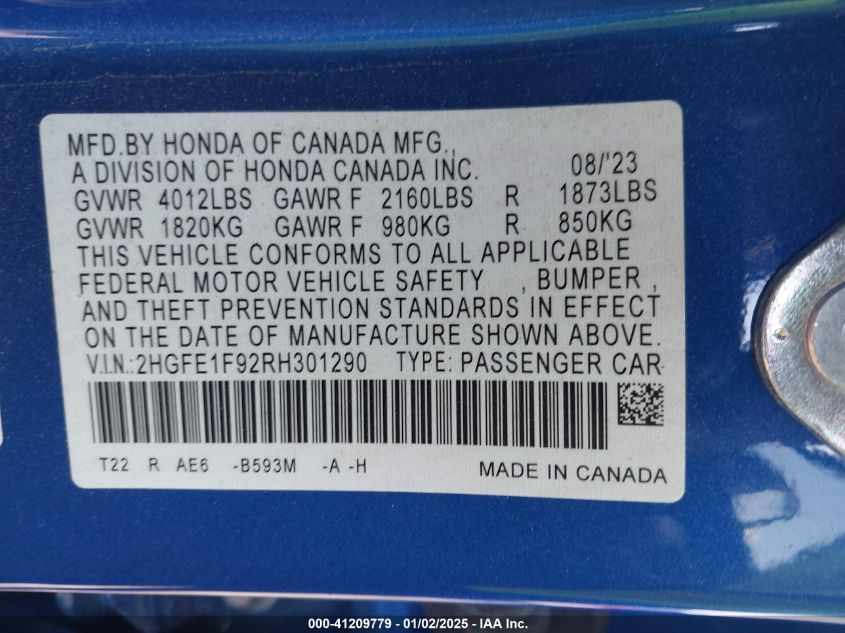 MFD.BY HONDA OF CANADA MFG.,
A DIVISION OF HONDA CANADA INC. 08/'23
GVWR 4012LBS GAWR F 2160LBS R 1873LBS
GVWR 1820KG GAWR F 980KG R 850KG
THIS VEHICLE CONFORMS TO ALL APPLICABLE
FEDERAL MOTOR VEHICLE SAFETY , BUMPER ,
AND THEFT PREVENTION STANDARDS IN EFFECT
ON THE DATE OF MANUFACTURE SHOWN ABOVE.
V.I.N.:2HGFE1F92RH301290 TYPE: PASSENGER CAR
T22 R AE6 -B593M -A -H MADE IN CANADA
000-41209779 - 01/02/2025 - IAA Inc.